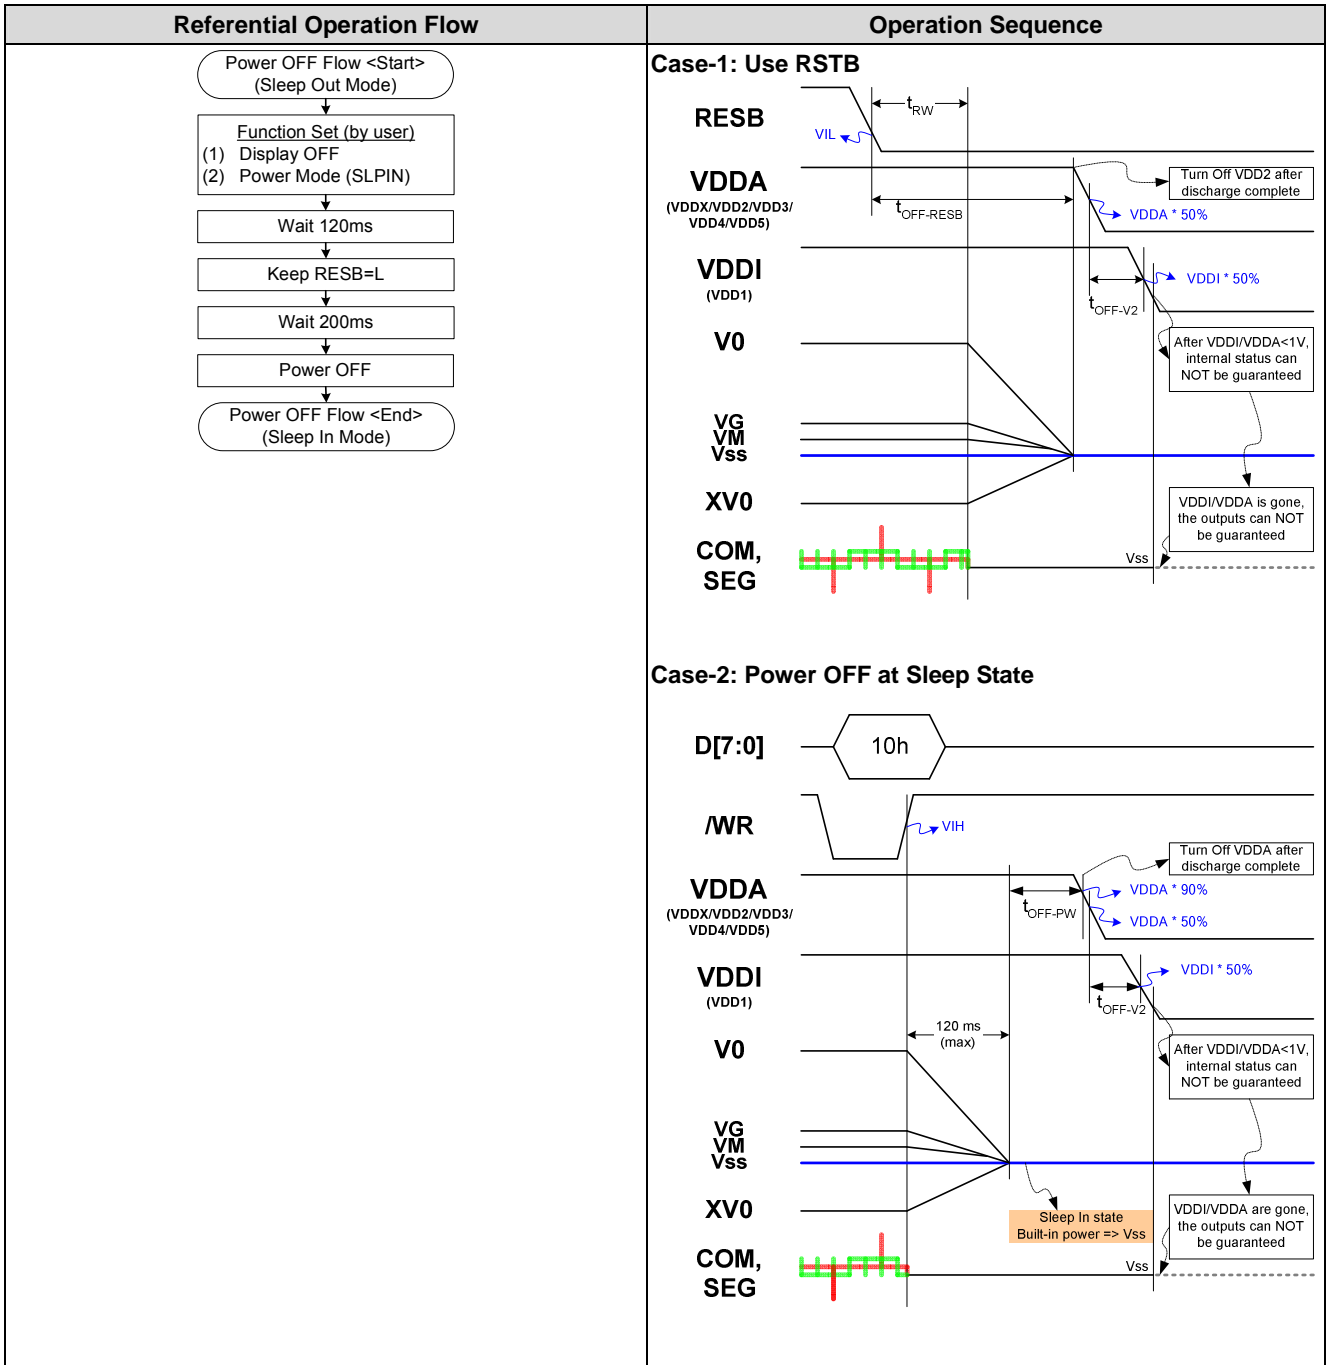 Referential Operation Flow
Operation Sequence
Power OFF Flow <Start>
(Sleep Out Mode)
Function Set (by user)
(1) Display OFF
(2) Power Mode (SLPIN)
Wait 120ms
Keep RESB=L
Wait 200ms
Power OFF
Power OFF Flow <End>
(Sleep In Mode)
Case-1: Use RSTB
RESB
tRW
VIL
VDDA
(VDDX/VDD2/VDD3/
VDD4/VDD5)
tOFF-RESB
Turn Off VDD2 after
discharge complete
VDDA * 50%
VDDI
(VDD1)
VDDI * 50%
tOFF-V2
V0
After VDDI/VDDA<1V,
internal status can
NOT be guaranteed
VG
VM
Vss
XV0
VDDI/VDDA is gone,
the outputs can NOT
be guaranteed
COM,
SEG
Vss
Case-2: Power OFF at Sleep State
D[7:0]
10h
/WR
VIH
Turn Off VDDA after
discharge complete
VDDA
(VDDX/VDD2/VDD3/
VDD4/VDD5)
tOFF-PW
VDDA * 90%
VDDA * 50%
VDDI
(VDD1)
VDDI * 50%
tOFF-V2
120 ms
(max)
V0
After VDDI/VDDA<1V,
internal status can
NOT be guaranteed
VG
VM
Vss
XV0
Sleep In state
Built-in power => Vss
VDDI/VDDA are gone,
the outputs can NOT
be guaranteed
COM,
SEG
Vss